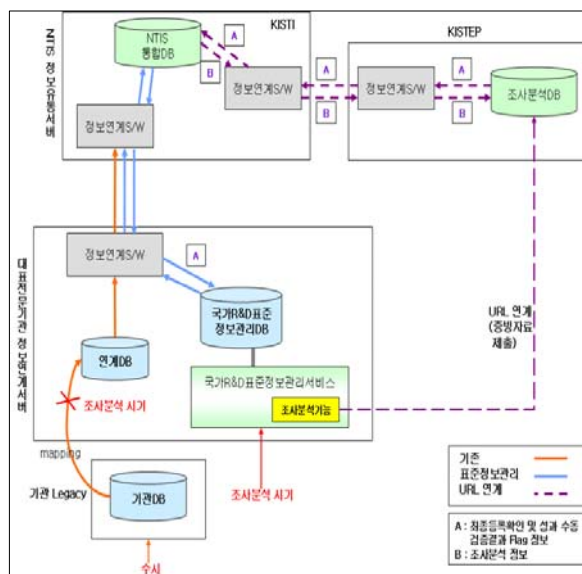 KISTI
NTIS 정보유통서버
NTIS
통합DB
A
B
정보연계S/W
정보연계S/W
KISTEP
A
B
정보연계S/W
A
B
조사분석DB
대표전문기관 정보연계서버
정보연계S/W
A
국가R&D표준
정보관리DB
연계DB
조사분석 시기
국가R&D표준정보관리서비스
조사분석기능
URL 연계
(증빙자료
제출)
mapping
기관 Legacy
기관DB
수시
조사분석 시기
기존
표준정보관리
URL 연계
A : 최종등록확인 및 성과 수동
검증결과 Flag 정보
B : 조사분석 정보